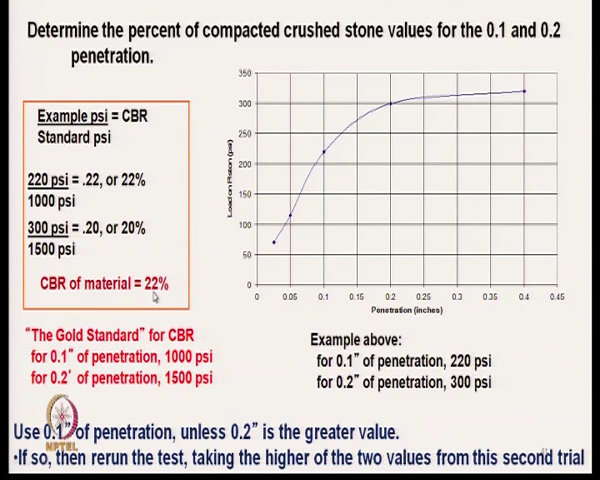 Determine the percent of compacted crushed stone values for the 0.1 and 0.2
penetration.
Example psi = CBR
Standard psi
220 psi = .22, or 22%
1000 psi
300 psi = .20, or 20%
1500 psi
CBR of material = 22%
Load on Piston (psi)
350
300
250
200
150
100
50
0
0 0.05 0.1 0.15 0.2 0.25 0.3 0.35 0.4 0.45
Penetration (inches)
"The Gold Standard" for CBR
for 0.1" of penetration, 1000 psi
for 0.2' of penetration, 1500 psi
Example above:
for 0.1" of penetration, 220 psi
for 0.2" of penetration, 300 psi
Use 0.1" of penetration, unless 0.2" is the greater value.
•If so, then rerun the test, taking the higher of the two values from this second trial
NPTEL